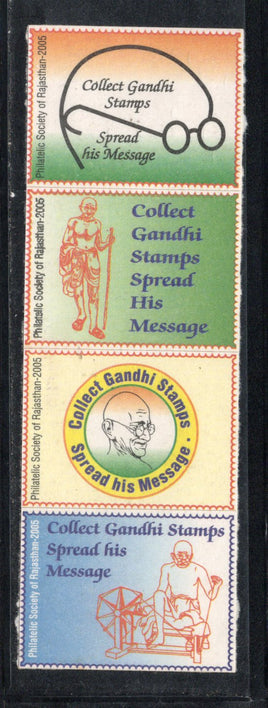 Philatelic Society of Rajasthan-2005
Collect Gandhi
Stamps
Spread
his Message
Philatelic Society of Rajasthan-2005
Collect
Gandhi
Stamps
Spread
His
Message
Philatelic Society of Rajasthan-2005
Collect Gandhi Stamps
Spread his Message •
Philatelic Society of Rajasthan-2005
Collect Gandhi Stamps
Spread his
Message